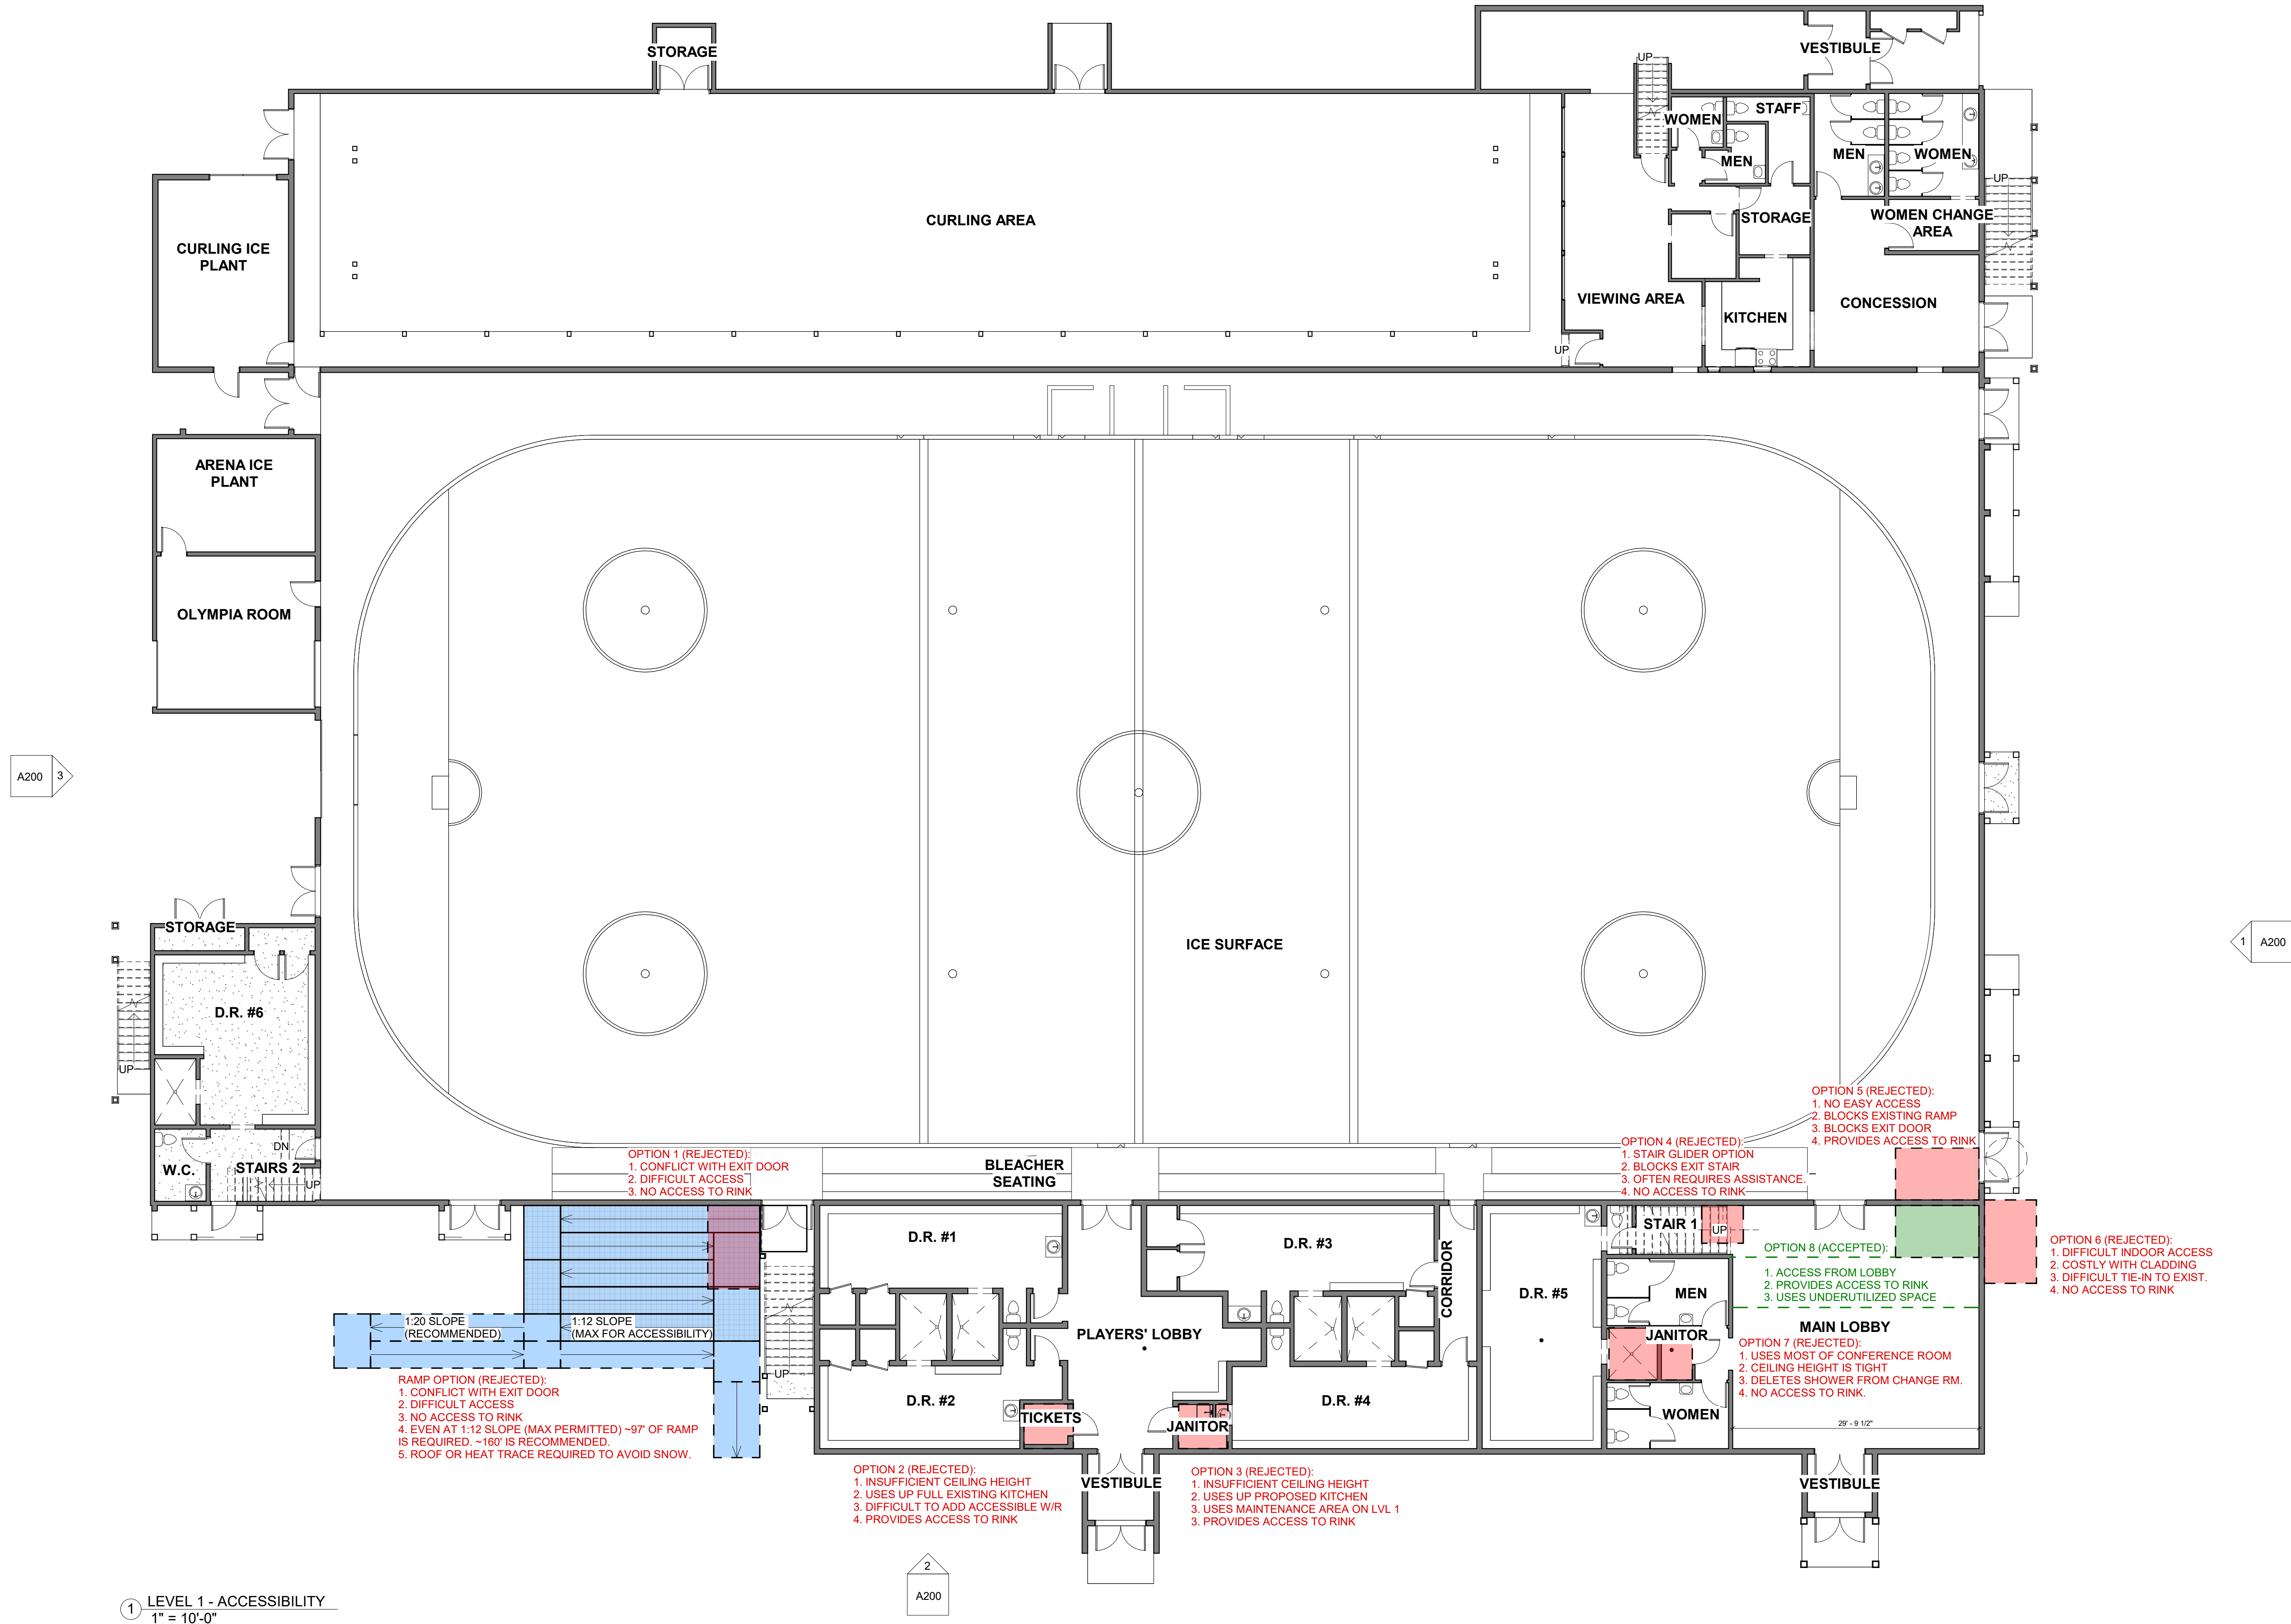 STORAGE
VESTIBULE
UP
WOMEN
STAFF
MEN
MEN
WOMEN
UP
CURLING AREA
STORAGE
WOMEN CHANGE
AREA
CURLING ICE
PLANT
VIEWING AREA
CONCESSION
KITCHEN
UP
ARENA ICE
PLANT
OLYMPIA ROOM
A200
3
STORAGE
ICE SURFACE
1
A200
D.R. #6
UP
DN
W.C.
STAIRS 2
UP
OPTION 1 (REJECTED):
1. CONFLICT WITH EXIT DOOR
2. DIFFICULT ACCESS
3. NO ACCESS TO RINK
BLEACHER
SEATING
OPTION 4 (REJECTED):
1. STAIR GLIDER OPTION
2. BLOCKS EXIT STAIR
3. OFTEN REQUIRES ASSISTANCE.
4. NO ACCESS TO RINK
OPTION 5 (REJECTED):
1. NO EASY ACCESS
2. BLOCKS EXISTING RAMP
3. BLOCKS EXIT DOOR
4. PROVIDES ACCESS TO RINK
D.R. #1
D.R. #3
CORRIDOR
STAIR 1
UP
OPTION 8 (ACCEPTED):
1. ACCESS FROM LOBBY
2. PROVIDES ACCESS TO RINK
3. USES UNDERUTILIZED SPACE
OPTION 6 (REJECTED):
1. DIFFICULT INDOOR ACCESS
2. COSTLY WITH CLADDING
3. DIFFICULT TIE-IN TO EXIST.
4. NO ACCESS TO RINK
D.R. #5
MEN
1:20 SLOPE
(RECOMMENDED)
1:12 SLOPE
(MAX FOR ACCESSIBILITY)
PLAYERS' LOBBY
JANITOR
MAIN LOBBY
OPTION 7 (REJECTED):
1. USES MOST OF CONFERENCE ROOM
2. CEILING HEIGHT IS TIGHT
3. DELETES SHOWER FROM CHANGE RM.
4. NO ACCESS TO RINK.
UP
RAMP OPTION (REJECTED):
1. CONFLICT WITH EXIT DOOR
2. DIFFICULT ACCESS
3. NO ACCESS TO RINK
4. EVEN AT 1:12 SLOPE (MAX PERMITTED) ~97' OF RAMP
IS REQUIRED. ~160' IS RECOMMENDED.
5. ROOF OR HEAT TRACE REQUIRED TO AVOID SNOW.
D.R. #2
TICKETS
JANITOR
D.R. #4
WOMEN
29' - 9 1/2"
OPTION 2 (REJECTED):
1. INSUFFICIENT CEILING HEIGHT
2. USES UP FULL EXISTING KITCHEN
3. DIFFICULT TO ADD ACCESSIBLE W/R
4. PROVIDES ACCESS TO RINK
VESTIBULE
OPTION 3 (REJECTED):
1. INSUFFICIENT CEILING HEIGHT
2. USES UP PROPOSED KITCHEN
3. USES MAINTENANCE AREA ON LVL 1
3. PROVIDES ACCESS TO RINK
VESTIBULE
2
A200
1
LEVEL 1 - ACCESSIBILITY
1" = 10'-0"